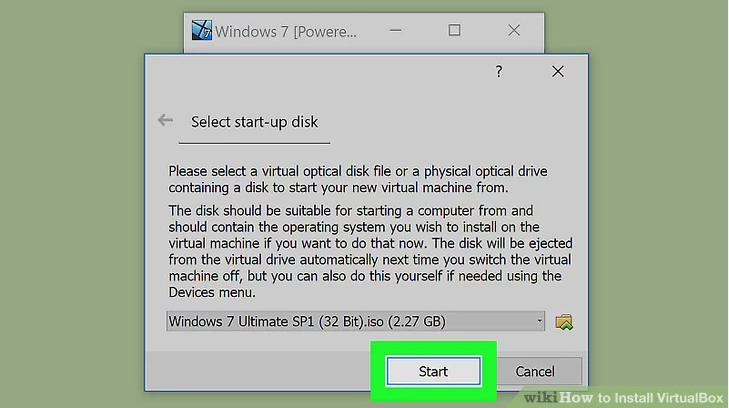 Windows 7 [Powere...
?
Select start-up disk
Please select a virtual optical disk file or a physical optical drive
containing a disk to start your new virtual machine from.
The disk should be suitable for starting a computer from and
should contain the operating system you wish to install on the
virtual machine if you want to do that now. The disk will be ejected
from the virtual drive automatically next time you switch the virtual
machine off, but you can also do this yourself if needed using the
Devices menu.
Windows 7 Ultimate SP1 (32 Bit).iso (2.27 GB)
Start Cancel
wikiHow to Install VirtualBox